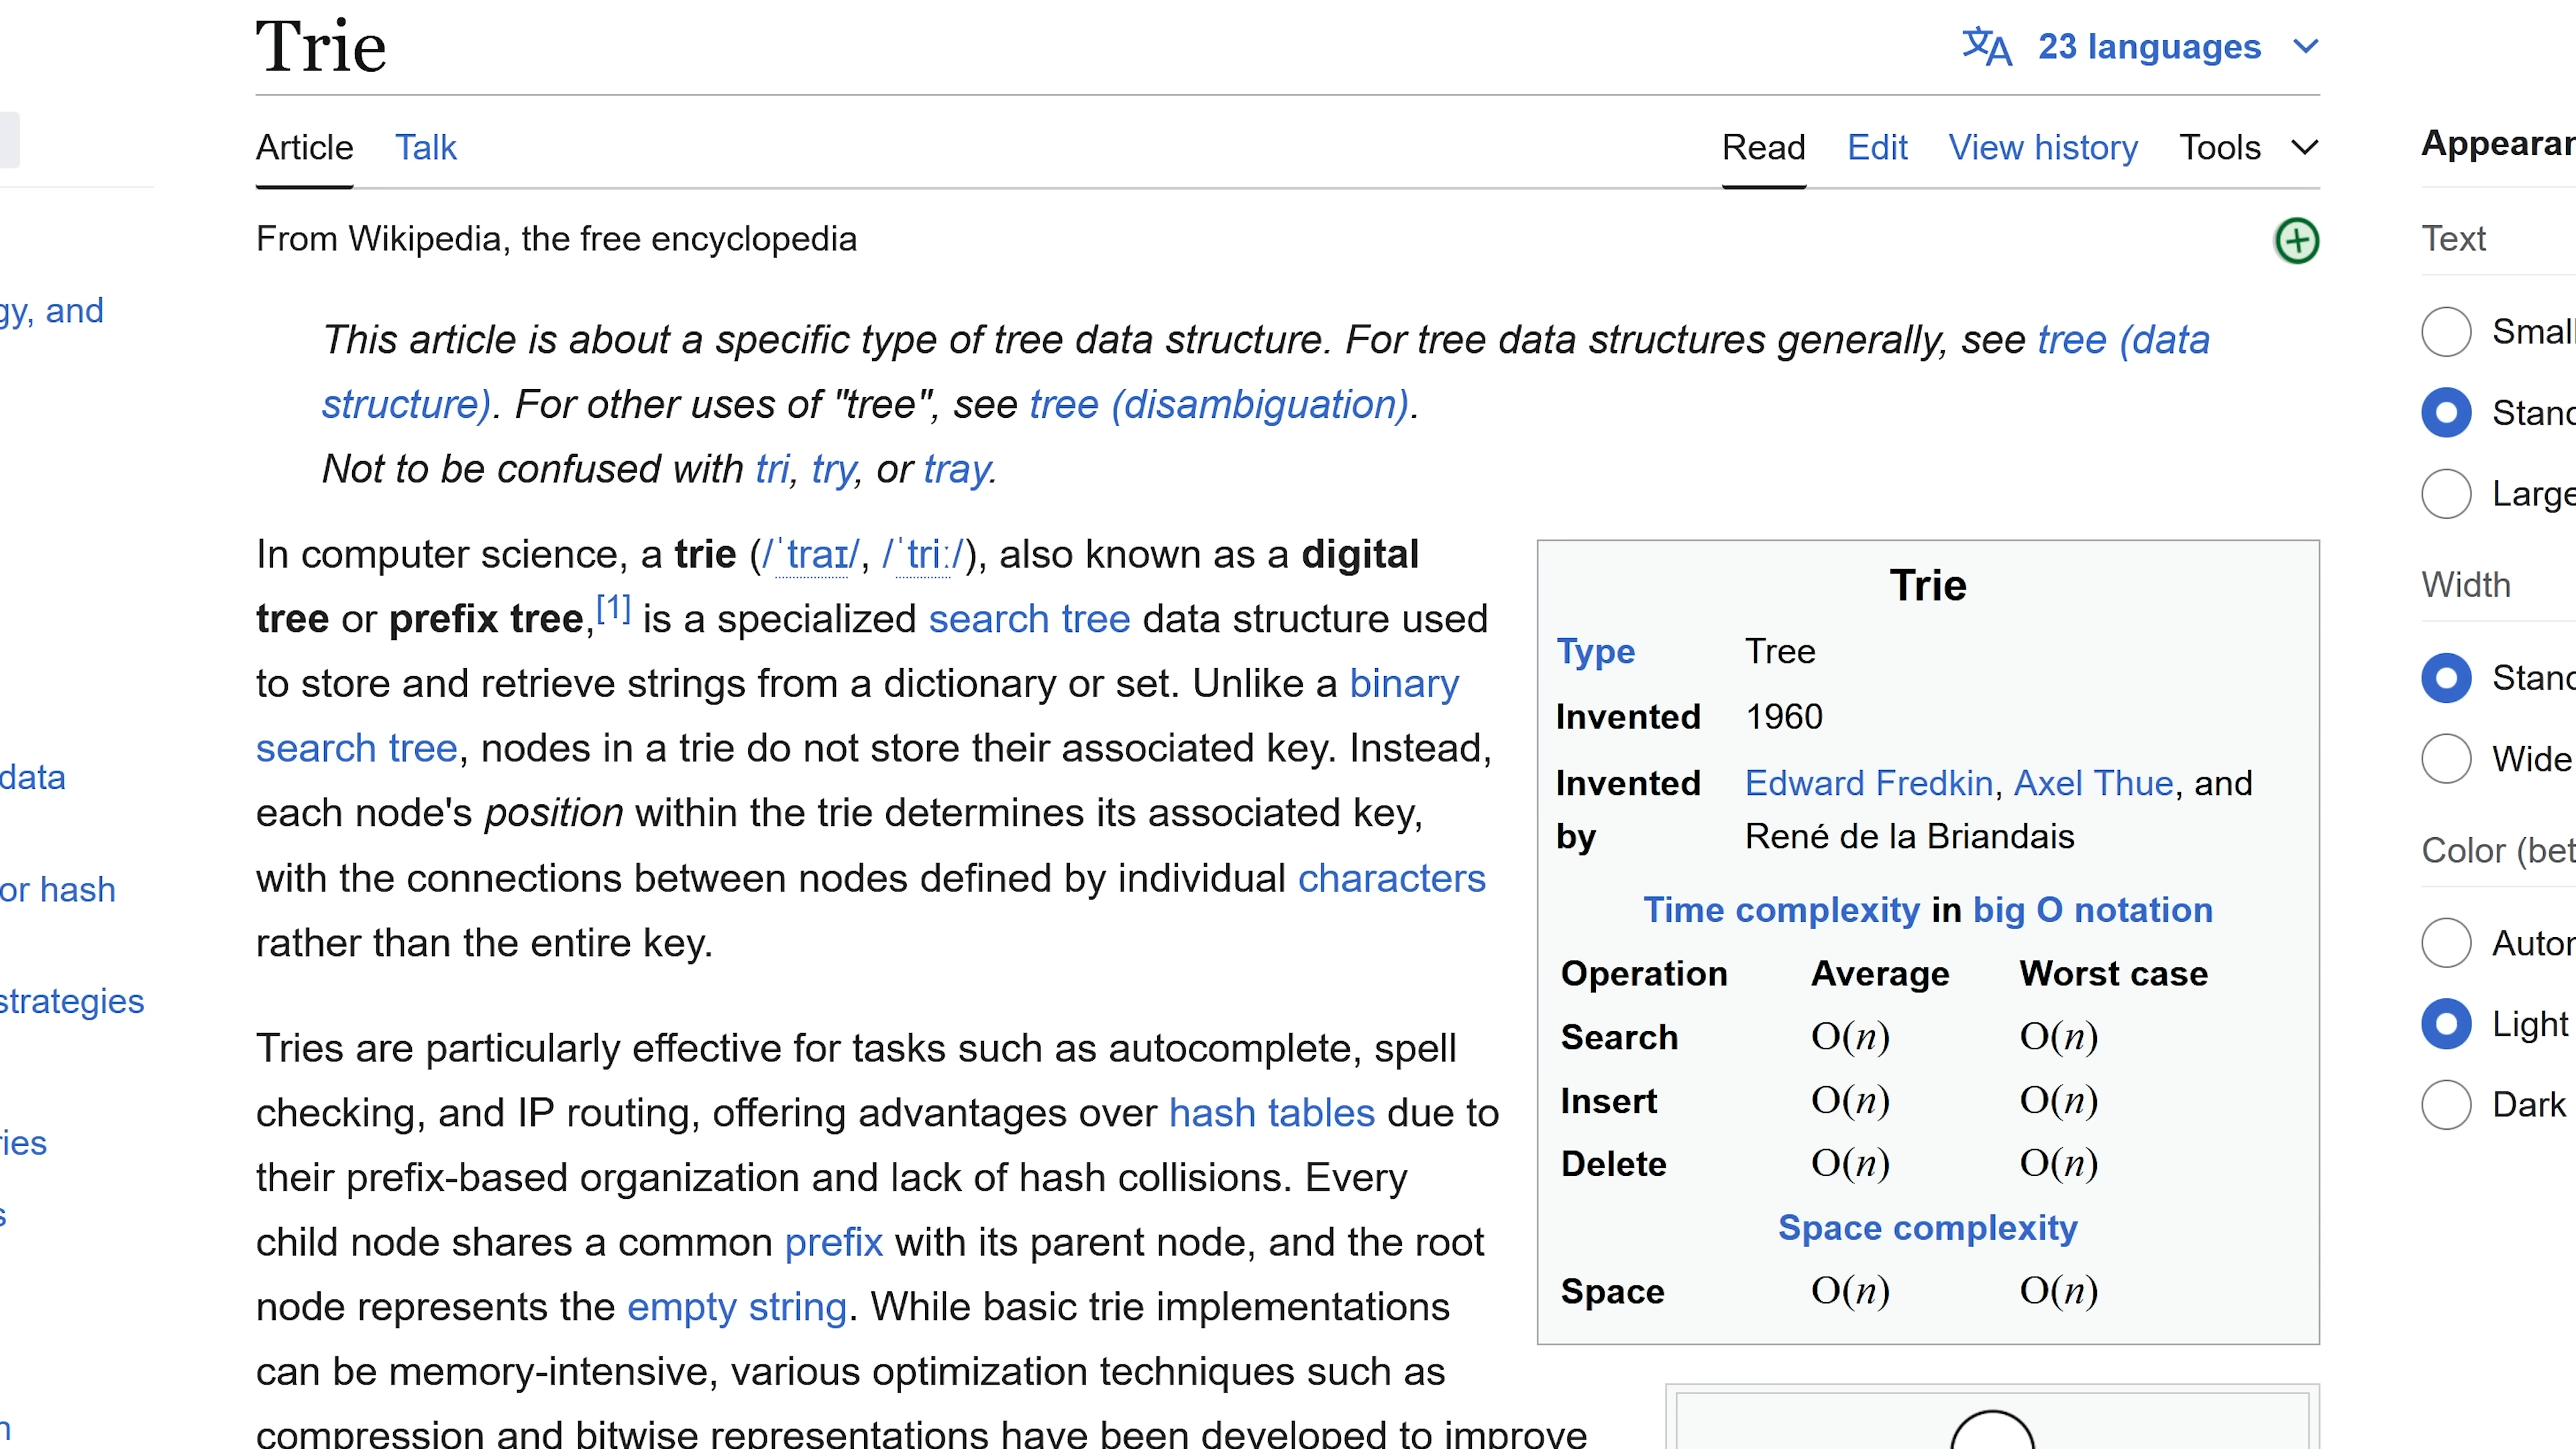 Trie
23 languages
Article Talk
Read Edit View history Tools
From Wikipedia, the free encyclopedia
This article is about a specific type of tree data structure. For tree data structures generally, see tree (data
structure). For other uses of "tree", see tree (disambiguation).
Not to be confused with tri, try, or tray.
In computer science, a trie (/ˈtraɪ/, /ˈtriː/), also known as a digital
tree or prefix tree,[1] is a specialized search tree data structure used
to store and retrieve strings from a dictionary or set. Unlike a binary
search tree, nodes in a trie do not store their associated key. Instead,
each node's position within the trie determines its associated key,
with the connections between nodes defined by individual characters
rather than the entire key.
Tries are particularly effective for tasks such as autocomplete, spell
checking, and IP routing, offering advantages over hash tables due to
their prefix-based organization and lack of hash collisions. Every
child node shares a common prefix with its parent node, and the root
node represents the empty string. While basic trie implementations
can be memory-intensive, various optimization techniques such as
compression and bitwise representations have been developed to improve
Trie
Type Tree
Invented 1960
Invented by Edward Fredkin, Axel Thue, and
René de la Briandais
Time complexity in big O notation
Operation Average Worst case
Search O(n) O(n)
Insert O(n) O(n)
Delete O(n) O(n)
Space complexity
Space O(n) O(n)
gy, and
data
or hash
strategies
ries
s
n
Appearan
Text
Small
Stand
Large
Width
Stand
Wide
Color (bet
Autor
Light
Dark